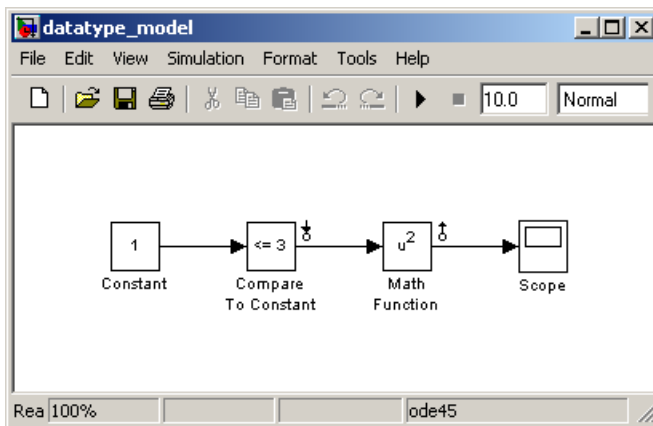 datatype_model
File Edit View Simulation Format Tools Help
10.0 Normal
1
<= 3
u²
Constant
Compare
To Constant
Math
Function
Scope
Rea 100% ode45